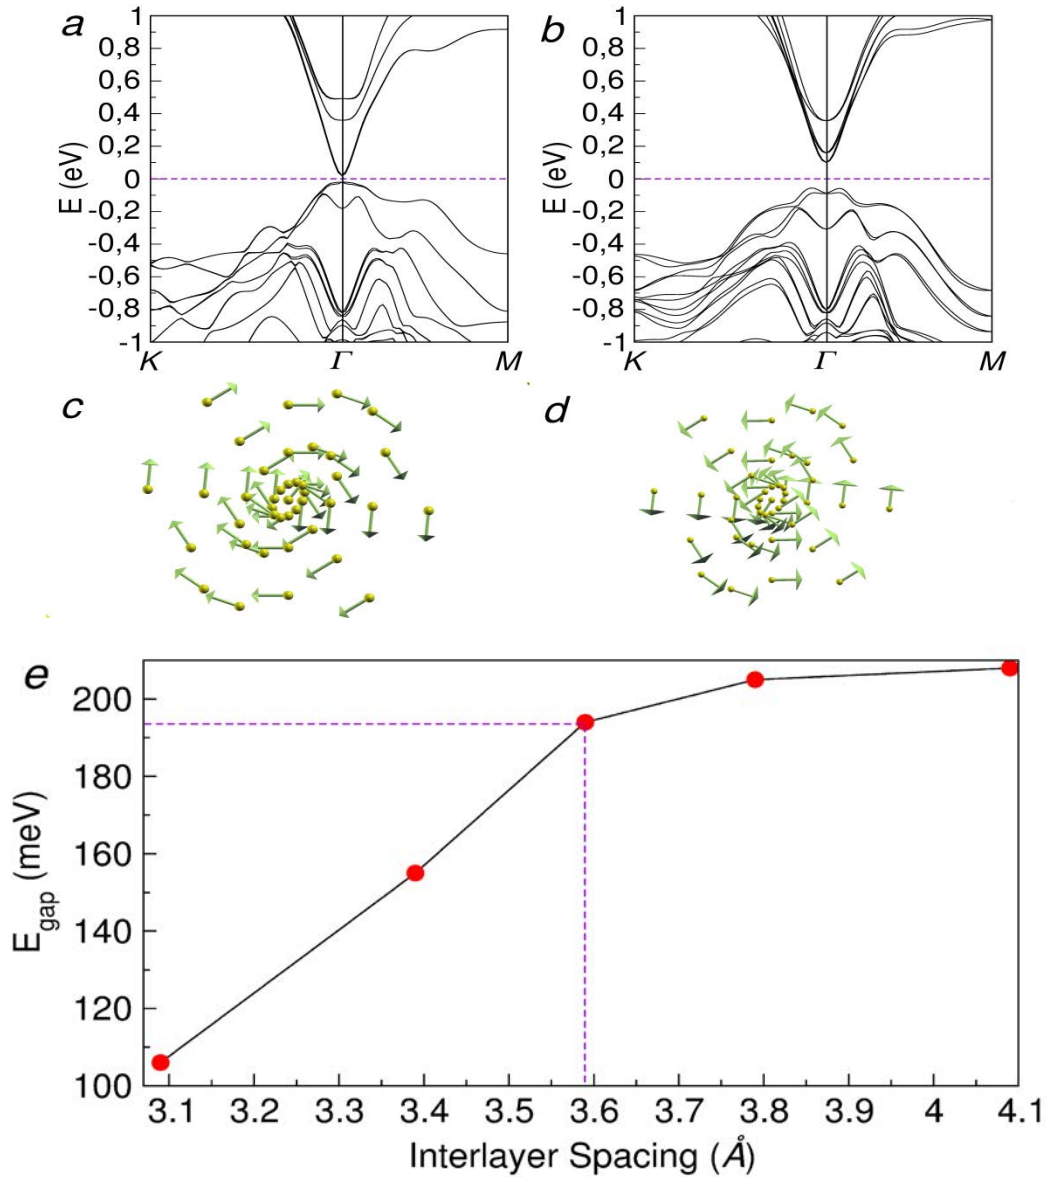 a
1
0,8
0,6
0,4
0,2
0
-0,2
-0,4
-0,6
-0,8
-1
E (eV)
K Γ M
b
1
0,8
0,6
0,4
0,2
0
-0,2
-0,4
-0,6
-0,8
-1
E (eV)
K Γ M
c
d
e
200
180
160
140
120
100
E_gap (meV)
3.1 3.2 3.3 3.4 3.5 3.6 3.7 3.8 3.9 4 4.1
Interlayer Spacing (Å)